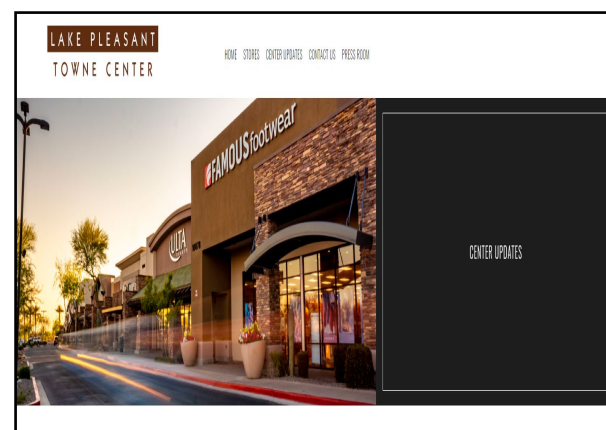 LAKE PLEASANT
TOWNE CENTER
HOME STORES CENTER UPDATES CONTACT US PRESS ROOM
FAMOUS footwear
ULTA
CENTER UPDATES